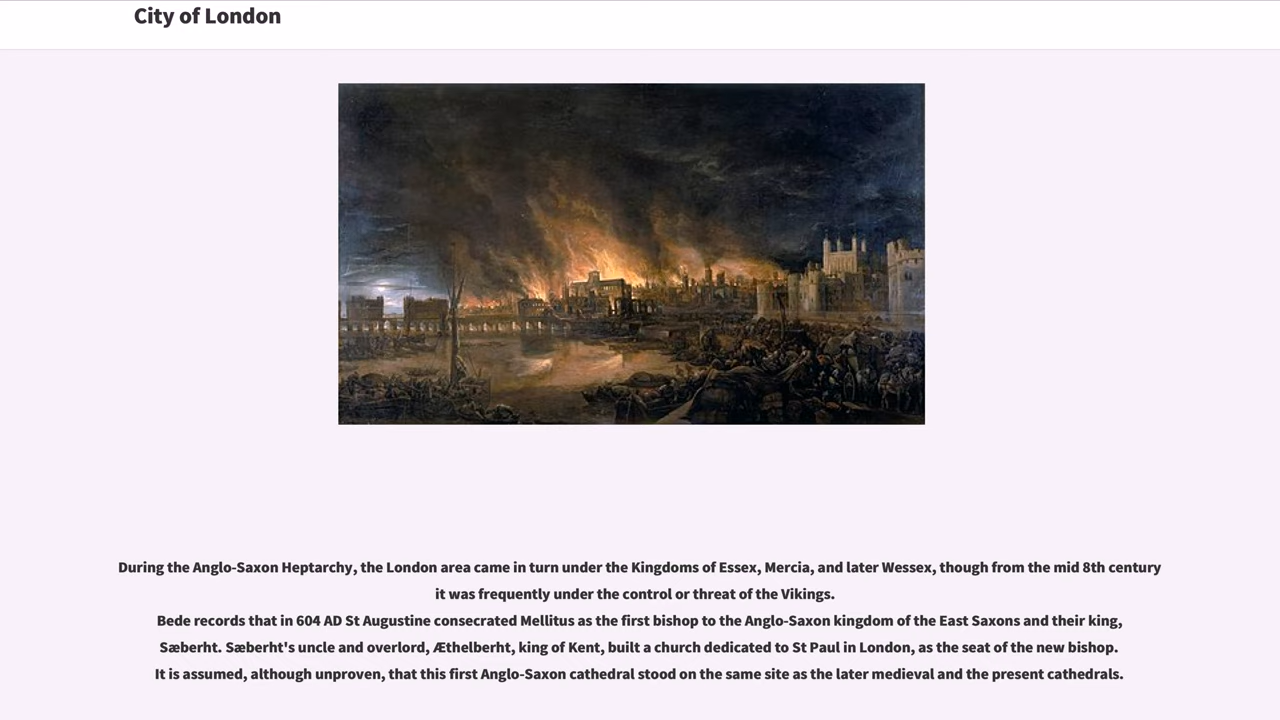 City of London
During the Anglo-Saxon Heptarchy, the London area came in turn under the Kingdoms of Essex, Mercia, and later Wessex, though from the mid 8th century
it was frequently under the control or threat of the Vikings.
Bede records that in 604 AD St Augustine consecrated Mellitus as the first bishop to the Anglo-Saxon kingdom of the East Saxons and their king,
Sæberht. Sæberht's uncle and overlord, Æthelberht, king of Kent, built a church dedicated to St Paul in London, as the seat of the new bishop.
It is assumed, although unproven, that this first Anglo-Saxon cathedral stood on the same site as the later medieval and the present cathedrals.